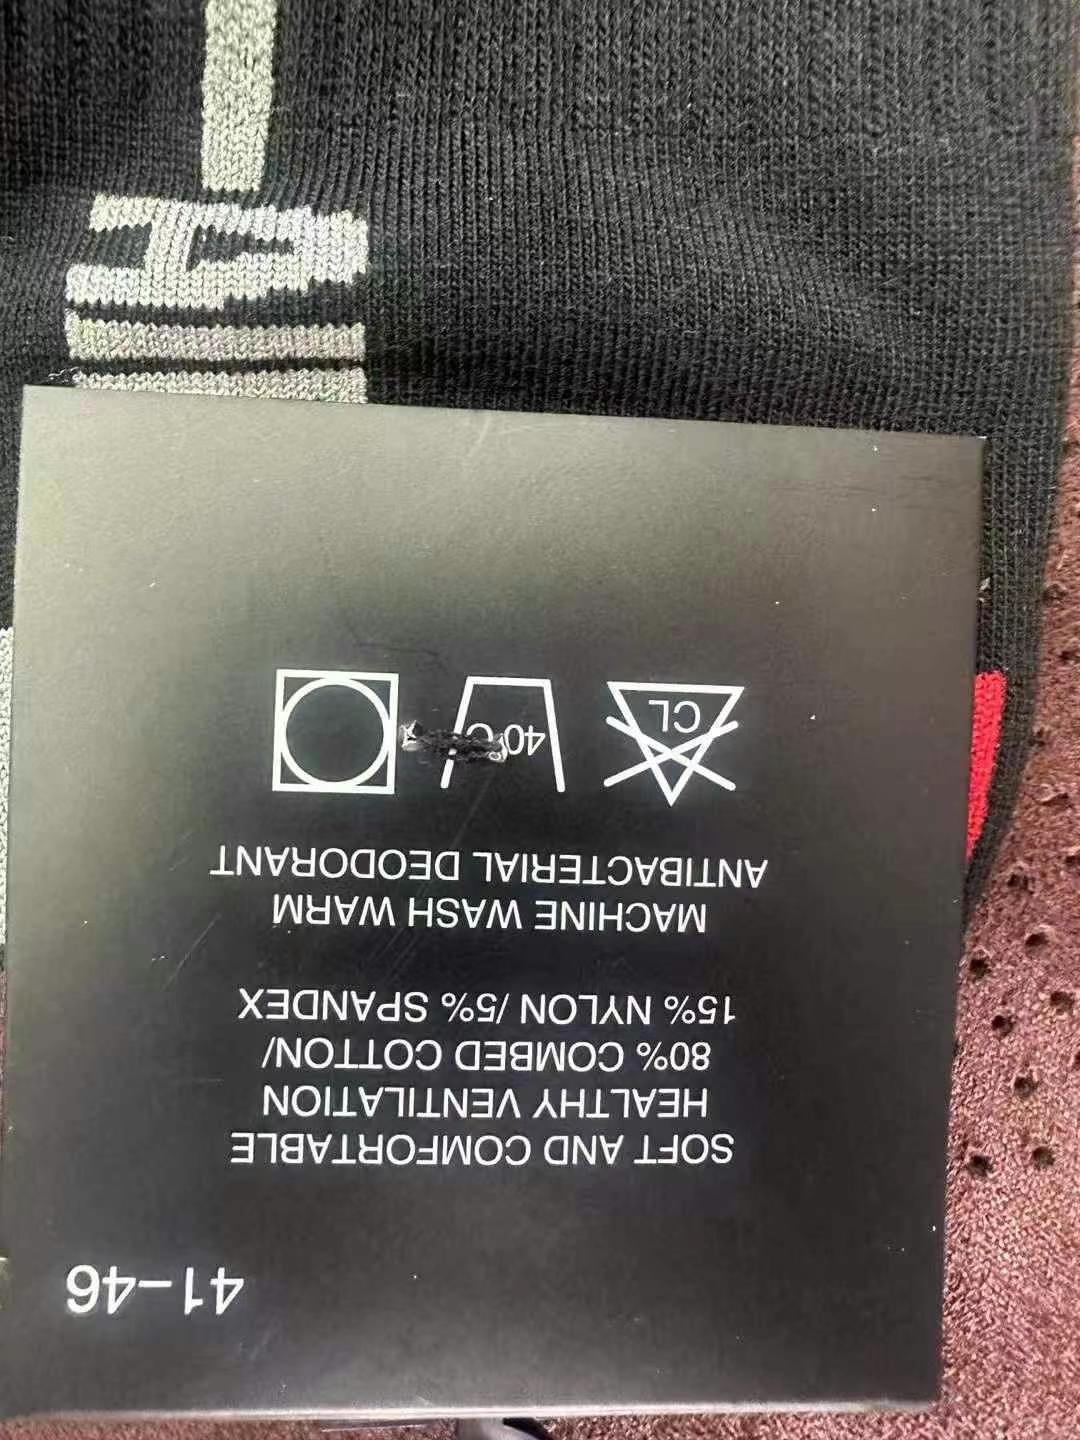 41-46
SOFT AND COMFORTABLE
HEALTHY VENTILATION
80% COMBED COTTON/
15% NYLON /5% SPANDEX
MACHINE WASH WARM
ANTIBACTERIAL DEODORANT
CL 40